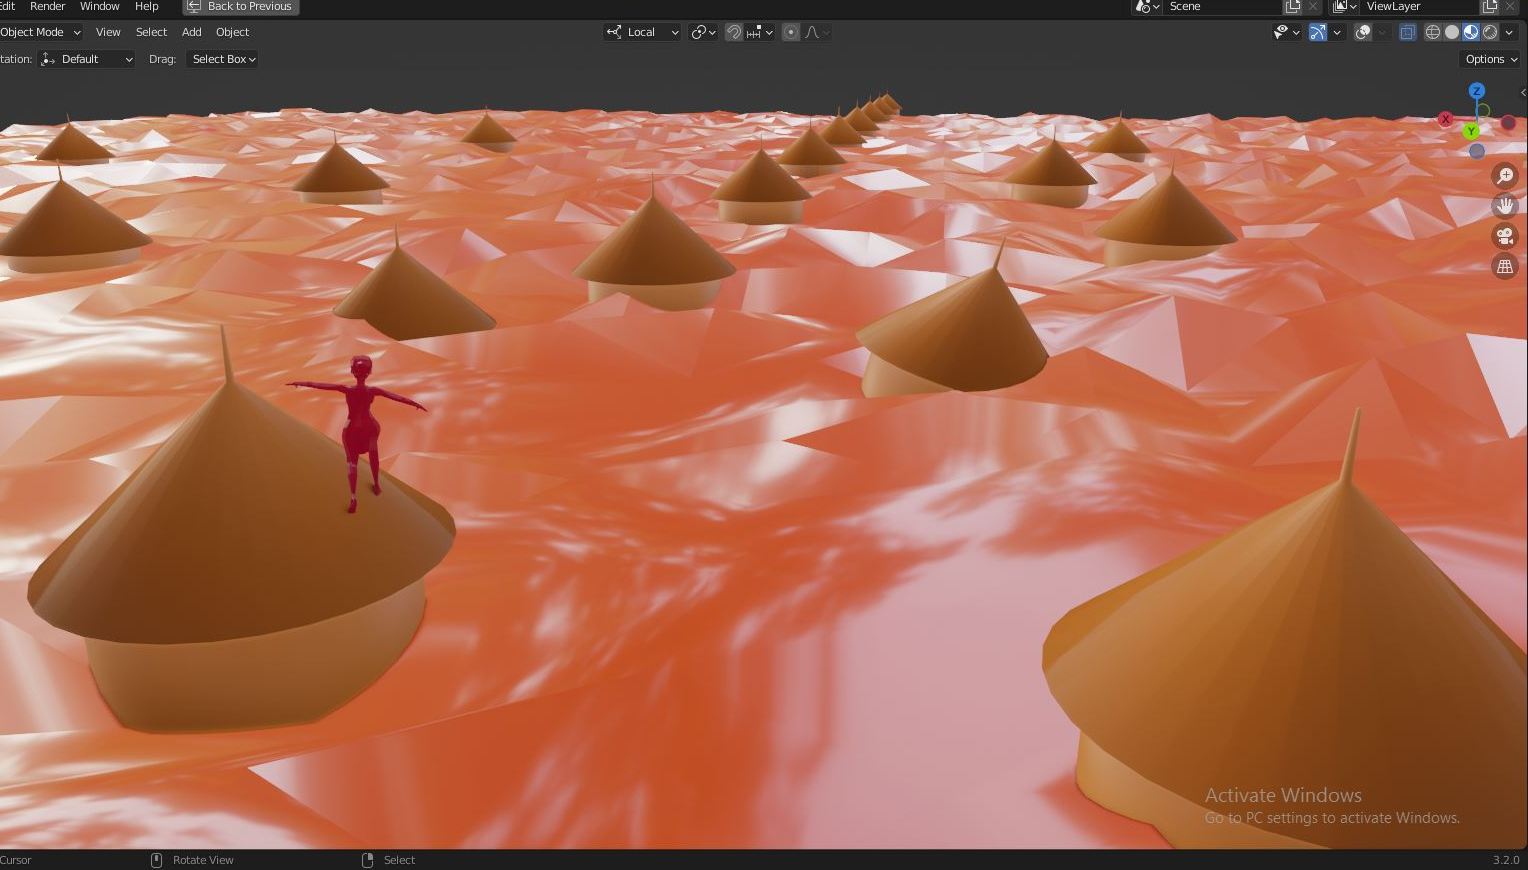 Edit Render Window Help Back to Previous Scene ViewLayer
Object Mode View Select Add Object Local
tation: Default Drag: Select Box Options
Z
X
Y
Activate Windows
Go to PC settings to activate Windows.
Cursor Rotate View Select 3.2.0